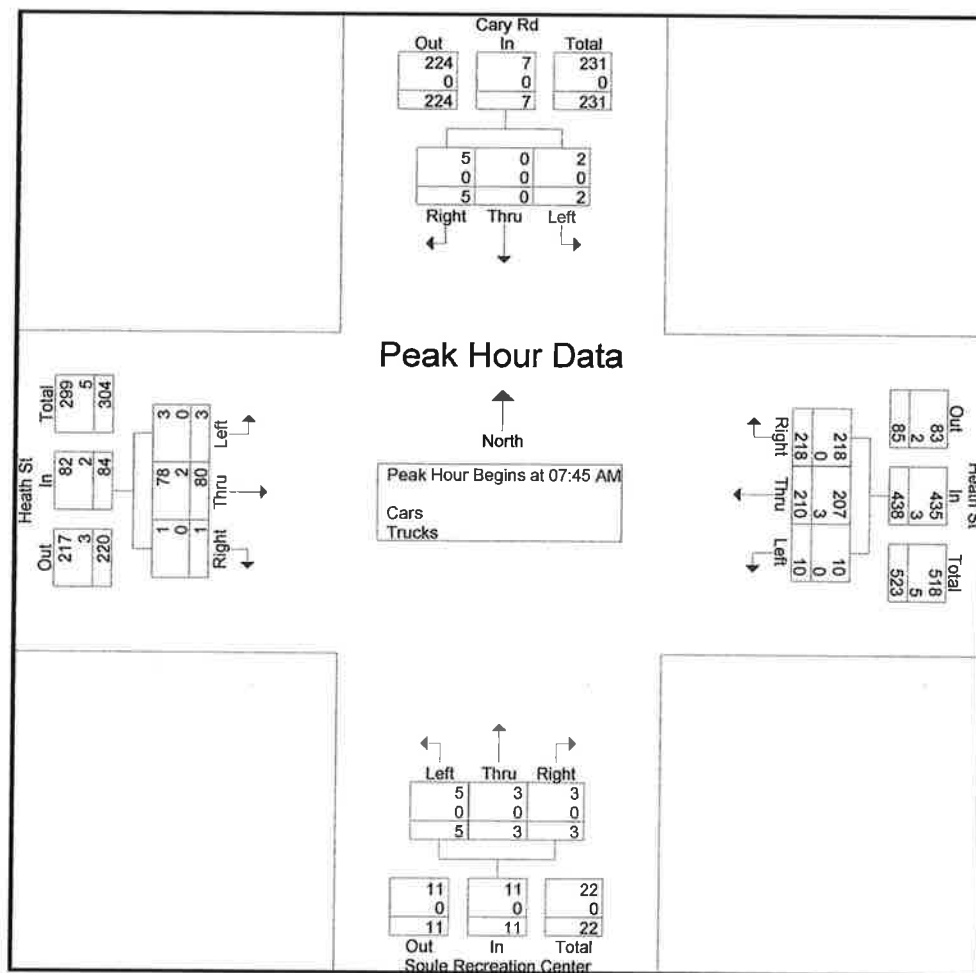 Cary Rd
Out In Total
224 7 231
0 0 0
224 7 231
5 0 2
0 0 0
5 0 2
Right Thru Left
Peak Hour Data
North
Peak Hour Begins at 07:45 AM
Cars
Trucks
Heath St
Total In Out
299 82 217
5 2 3
304 84 220
Left Thru Right
3 78 1
0 2 0
3 80 1
Heath St
Out In Total
83 435 518
2 3 5
85 438 523
218 207 10
0 3 0
218 210 10
Right Thru Left
Left Thru Right
5 3 3
0 0 0
5 3 3
11 11 22
0 0 0
11 11 22
Out In Total
Soule Recreation Center